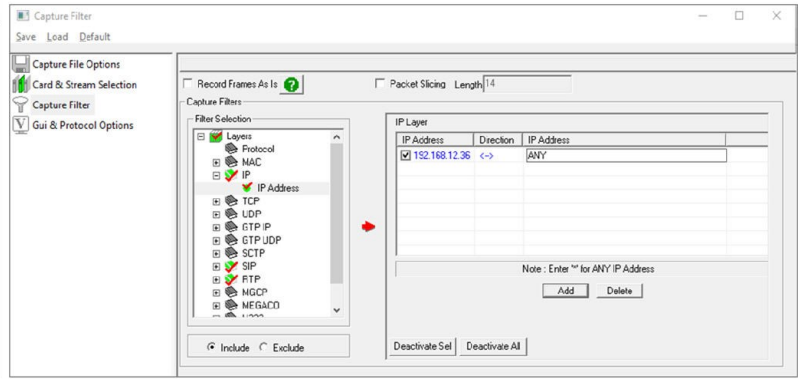 Capture Filter
Save Load Default
Capture File Options
Card & Stream Selection
Capture Filter
Gui & Protocol Options
Record Frames As Is
Packet Slicing Length 14
Capture Filters
Filter Selection
Layers
Protocol
MAC
IP
IP Address
TCP
UDP
GTP IP
GTP UDP
SCTP
SIP
RTP
MGCP
MEGACO
Include Exclude
IP Layer
IP Address Direction IP Address
192.168.12.36 <-> ANY
Note : Enter '*' for ANY IP Address
Add Delete
Deactivate Sel Deactivate All